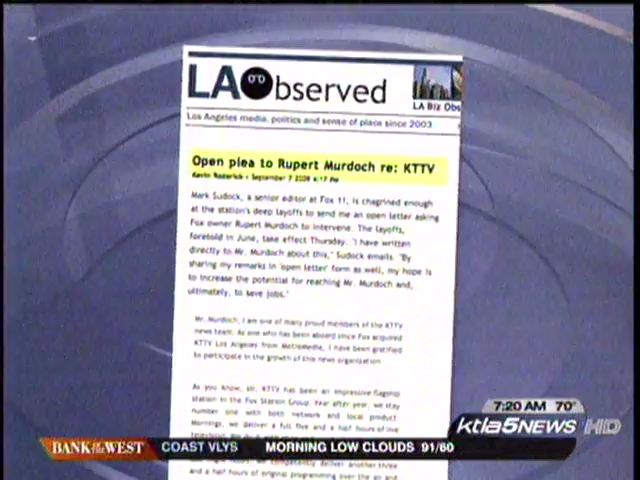 LA Observed
LA Biz Obs
Los Angeles media, politics and sense of place since 2003
Open plea to Rupert Murdoch re: KTTV
Kevin Roderick • September 7 2008 4:17 PM
Mark Sudock, a senior editor at Fox 11, is chagrined enough
at the station's deep layoffs to send me an open letter asking
Fox owner Rupert Murdoch to intervene. The layoffs,
foretold in June, take effect Thursday. "I have written
directly to Mr. Murdoch about this," Sudock emails. "By
sharing my remarks in 'open letter' form as well, my hope is
to increase the potential for reaching Mr. Murdoch and,
ultimately, to save jobs."
Mr. Murdoch, I am one of many proud members of the KTTV
news team. As one who has been aboard since Fox acquired
KTTV Los Angeles from Metromedia, I have been gratified
to participate in the growth of this news organization.
As you know, sir, KTTV has been an impressive flagship
station in the Fox Station Group. Year after year, we stay
number one with both network and local product.
Mornings, we deliver a full five and a half hours of live
7:20 AM 70°
ktla5NEWS HD
BANK OF THE WEST COAST VLYS MORNING LOW CLOUDS 91/60
and a half hours of original programming over the air and